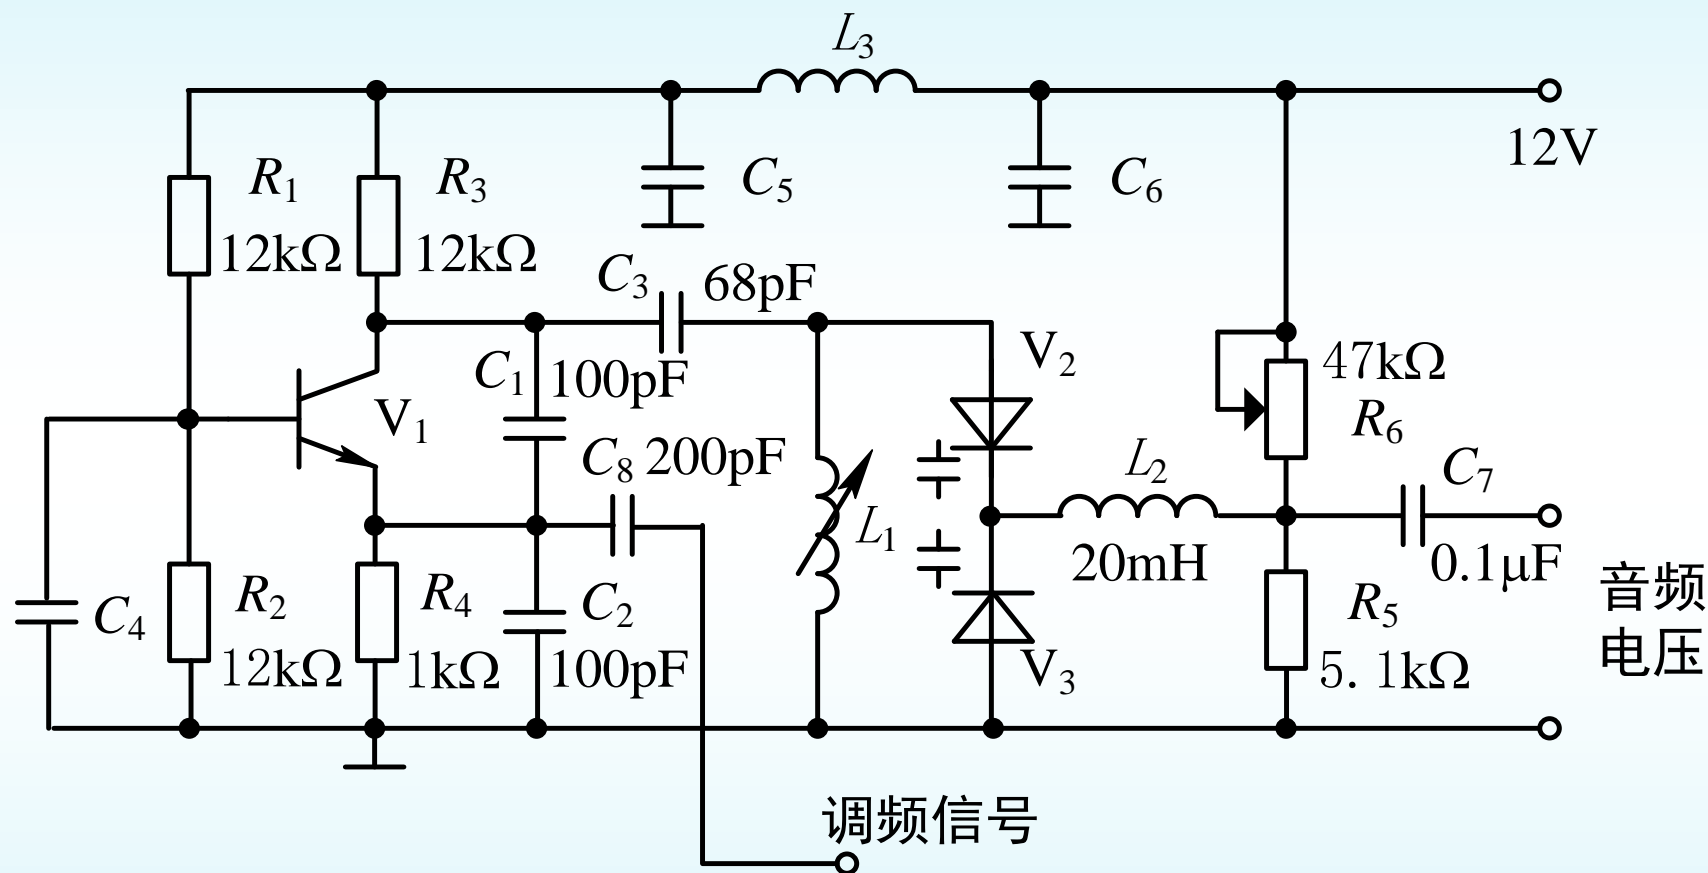 L3
12V
R1
12kΩ
R3
12kΩ
C5
C6
C3
68pF
C1
100pF
V1
V2
47kΩ
R6
C8 200pF
L1
L2
20mH
C7
0.1μF
C4
R2
12kΩ
R4
1kΩ
C2
100pF
V3
R5
5. 1kΩ
音频
电压
调频信号